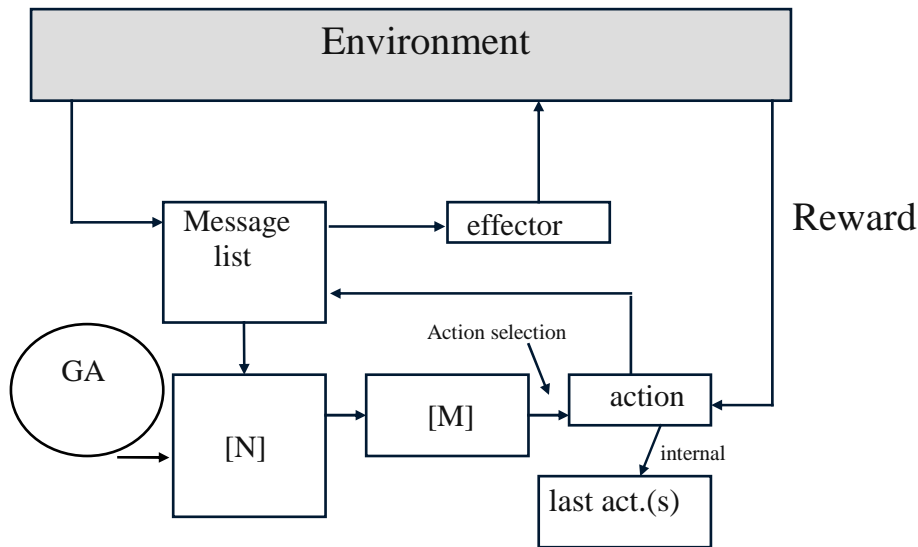 Environment
Message
list
effector
Reward
Action selection
GA
action
[M]
[N]
internal
last act.(s)